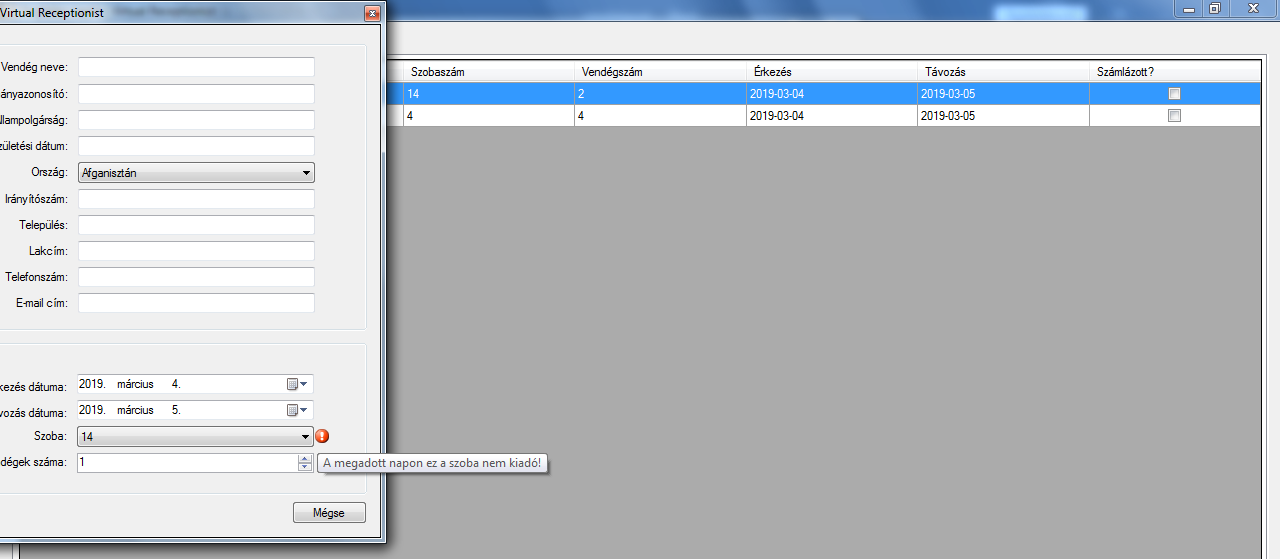 Virtual Receptionist
Vendég neve:
ányazonosító:
llampolgárság:
zületési dátum:
Ország: Afganisztán
Irányítószám:
Település:
Lakcím:
Telefonszám:
E-mail cím:
kezés dátuma: 2019. március 4.
vozás dátuma: 2019. március 5.
Szoba: 14
dégek száma: 1
A megadott napon ez a szoba nem kiadó!
Mégse
Szobaszám Vendégszám Érkezés Távozás Számlázott?
14 2 2019-03-04 2019-03-05
4 4 2019-03-04 2019-03-05